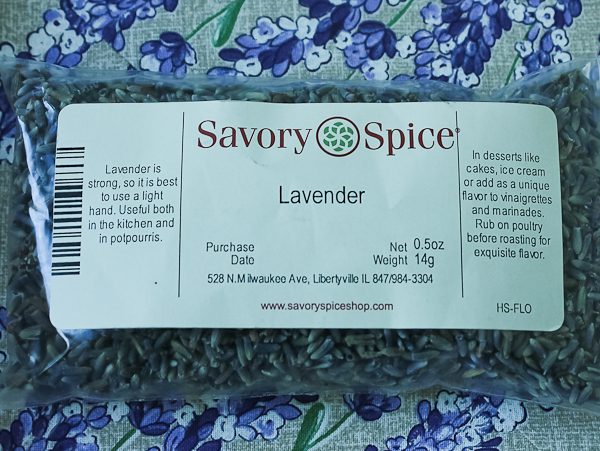 Savory Spice®
Lavender is
strong, so it is best
to use a light
hand. Useful both
in the kitchen and
in potpourris.
Lavender
Purchase
Date
Net 0.5oz
Weight 14g
528 N.Milwaukee Ave, Libertyville IL 847/984-3304
www.savoryspiceshop.com
In desserts like
cakes, ice cream
or add as a unique
flavor to vinaigrettes
and marinades.
Rub on poultry
before roasting for
exquisite flavor.
HS-FLO